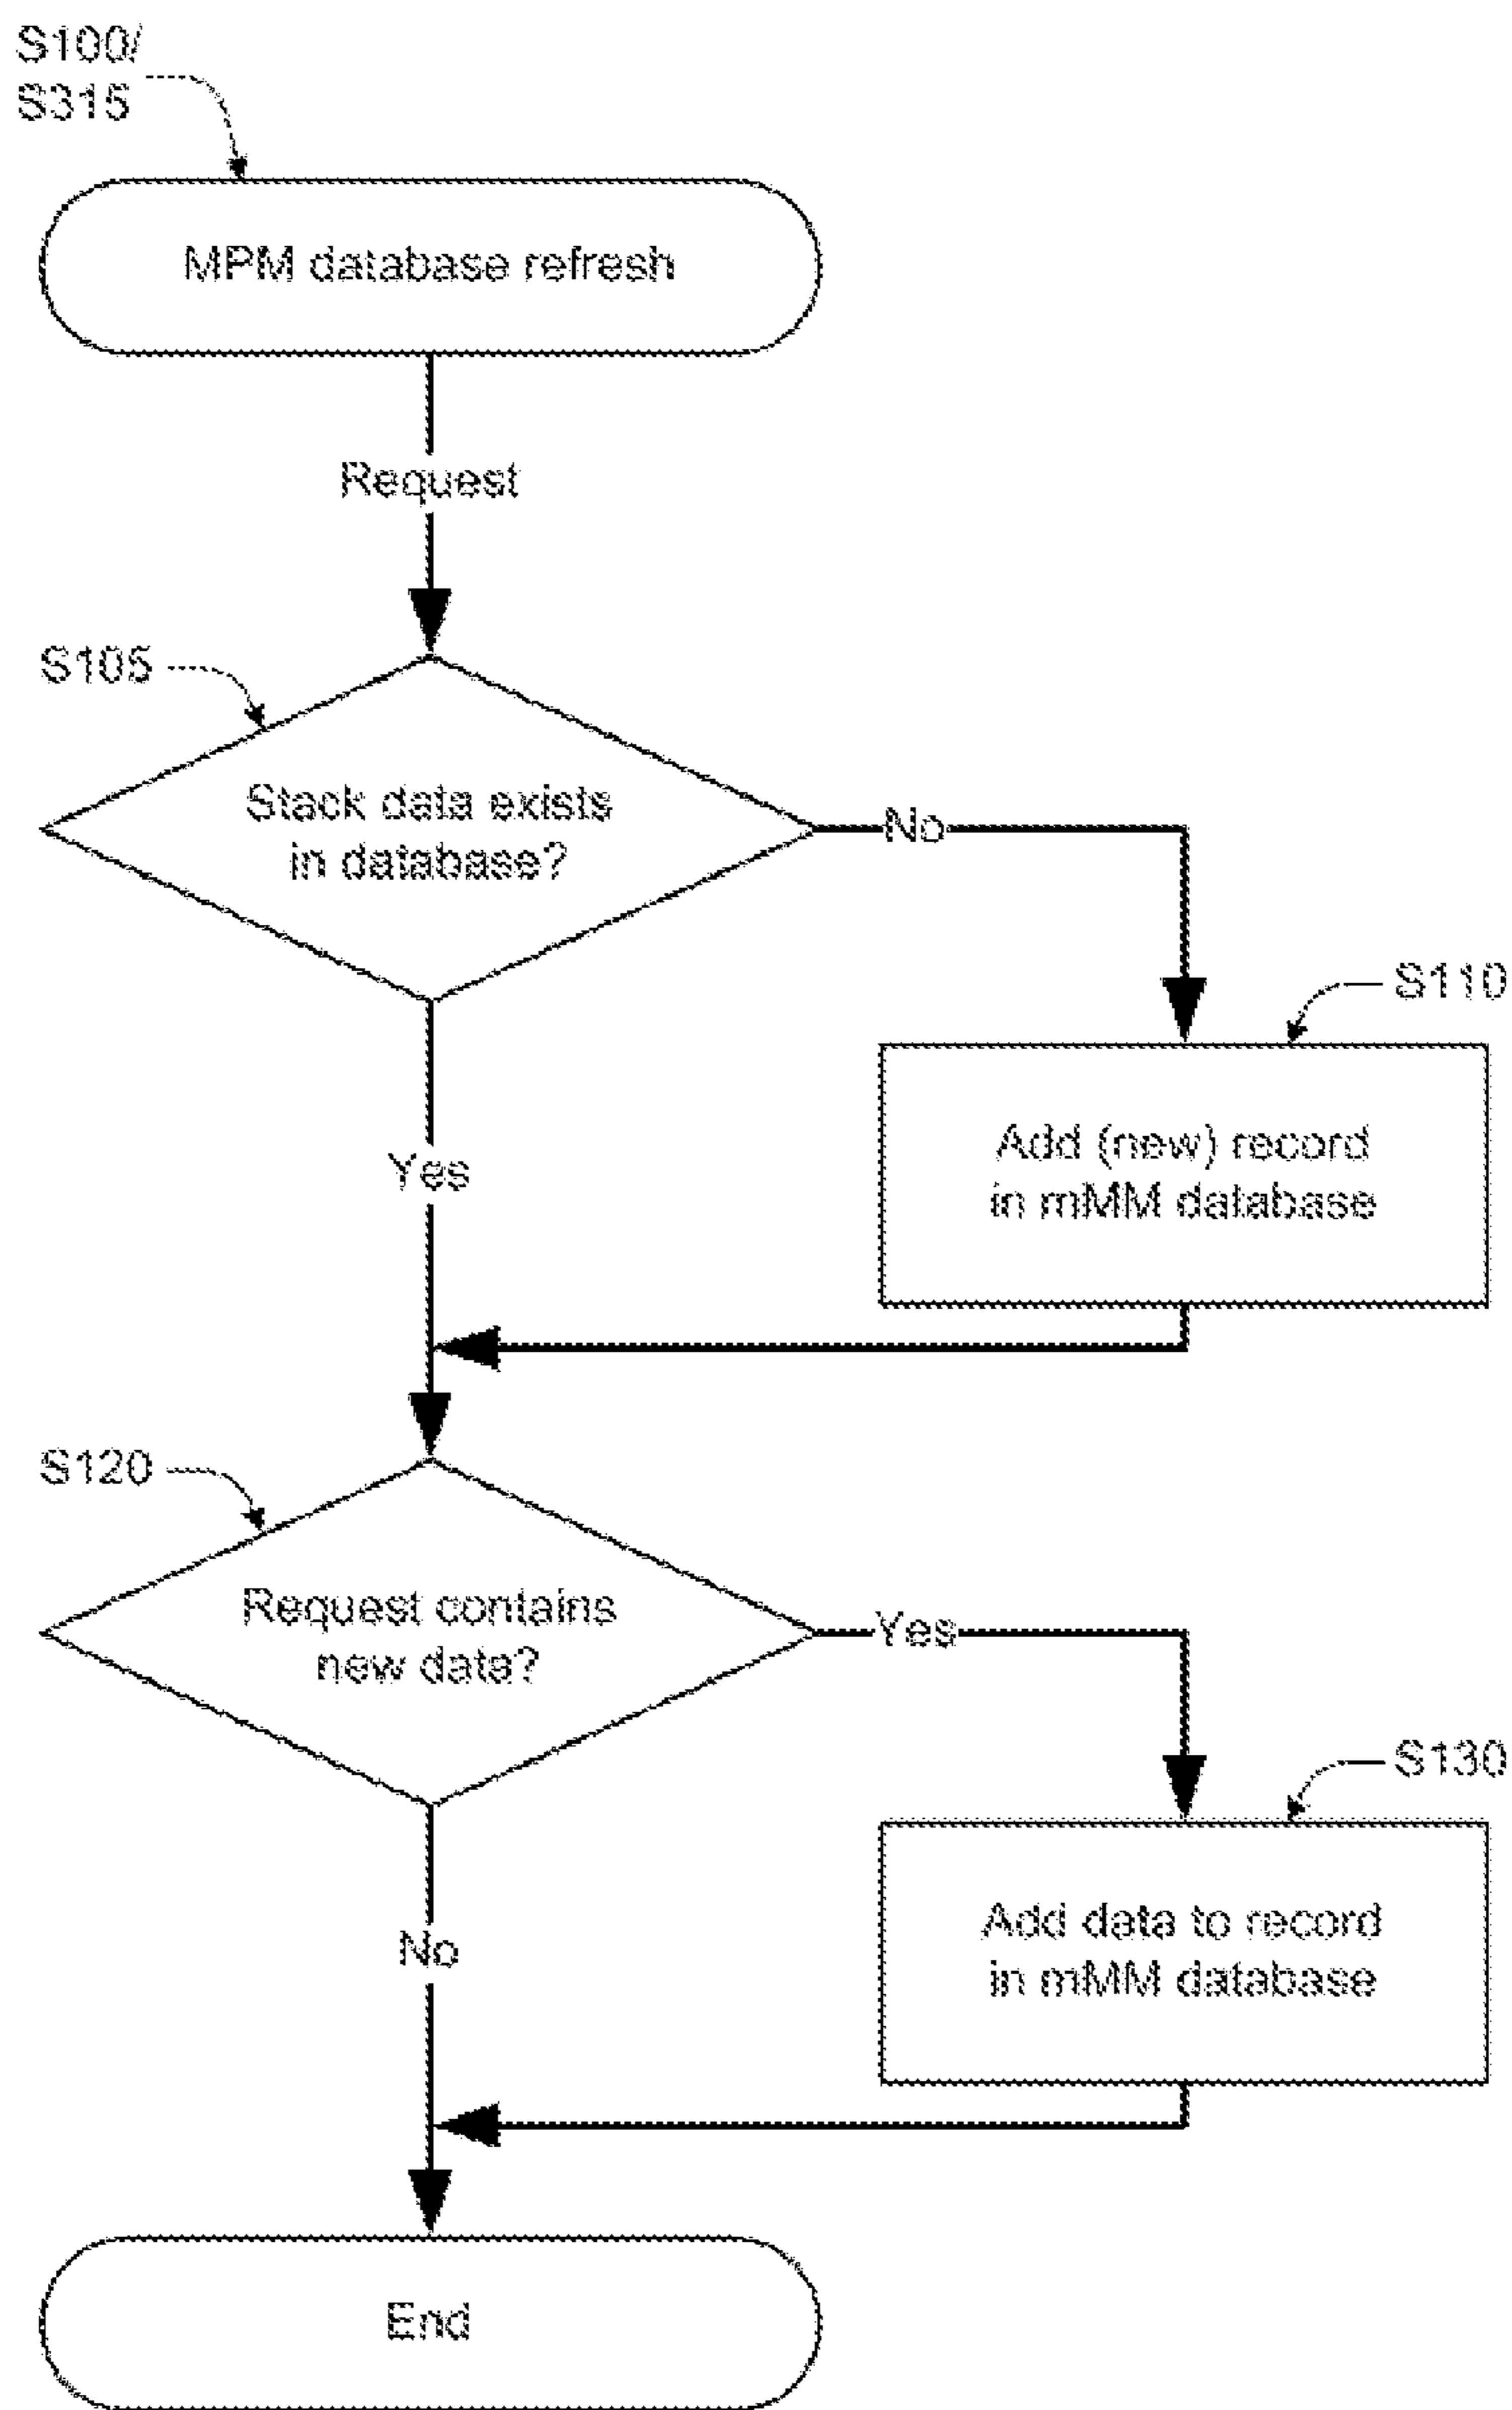 S100/
S315
MPM database refresh
Request
S105
Stack data exists
in database?
No
S110
Add (new) record
in mMM database
Yes
S120
Request contains
new data?
Yes
S130
Add data to record
in mMM database
No
End